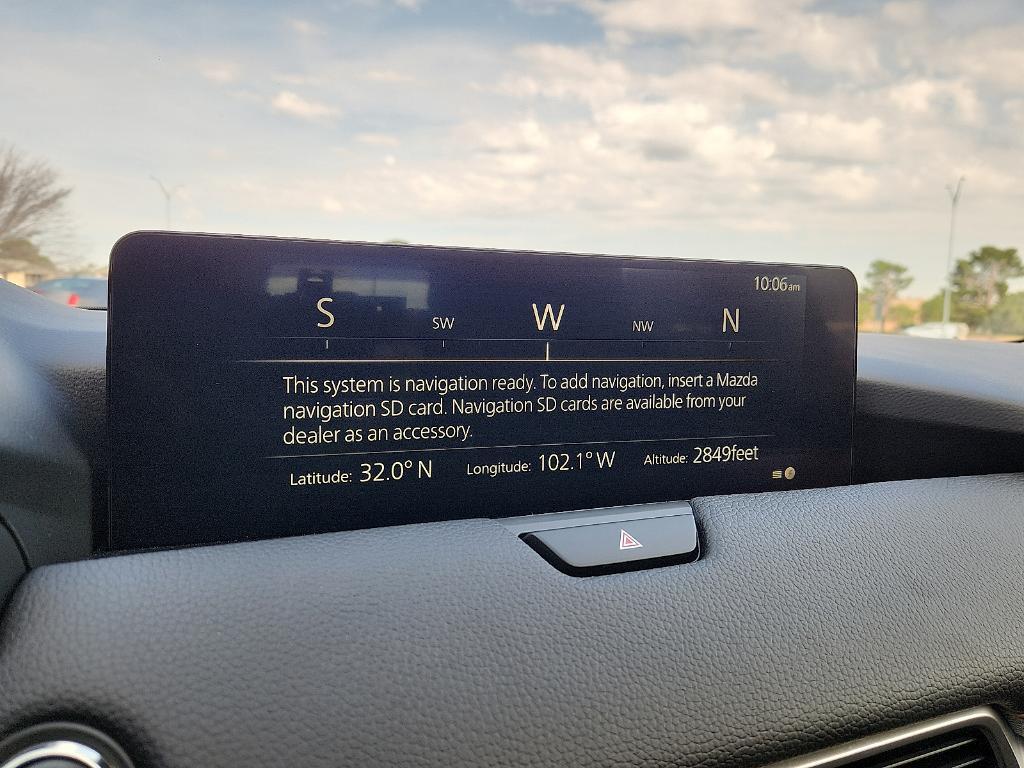 10:06am
S SW W NW N
This system is navigation ready. To add navigation, insert a Mazda
navigation SD card. Navigation SD cards are available from your
dealer as an accessory.
Latitude: 32.0° N Longitude: 102.1° W Altitude: 2849feet